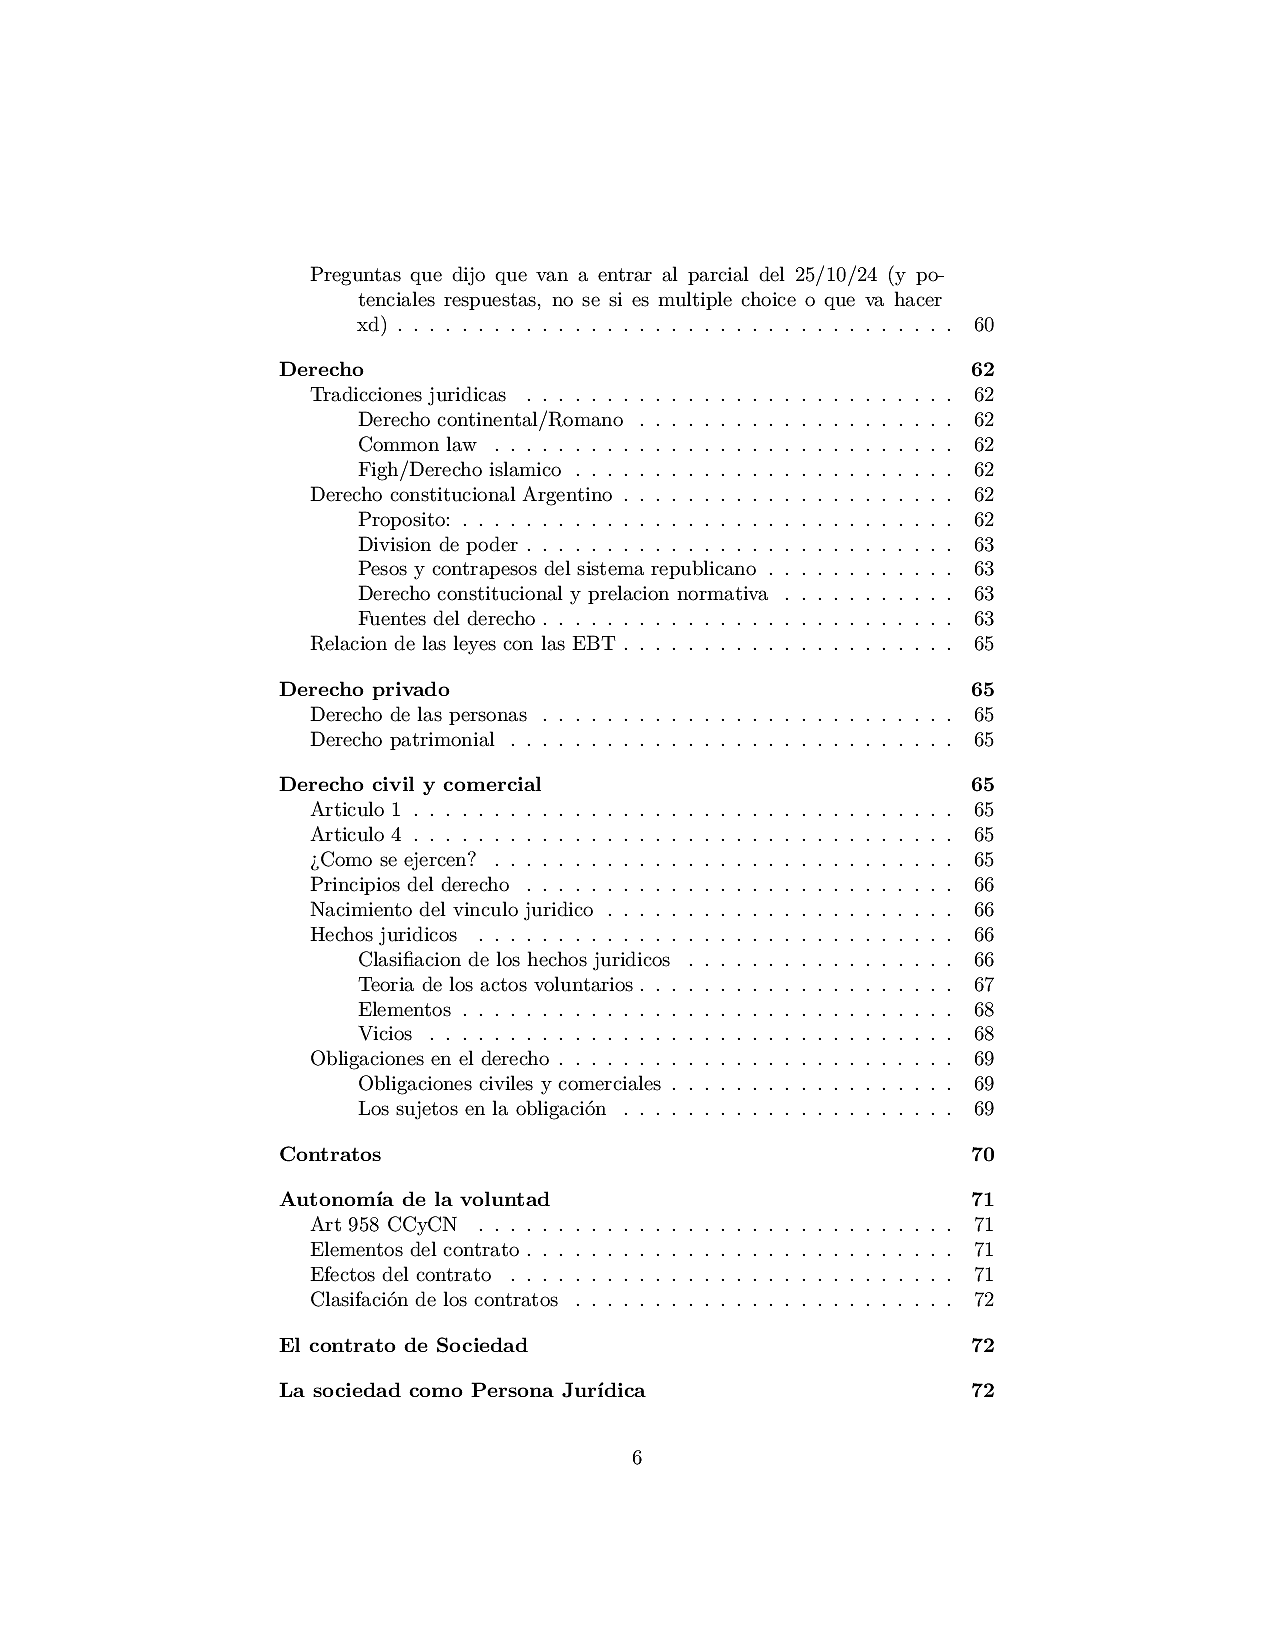 Preguntas que dijo que van a entrar al parcial del 25/10/24 (y po-
tenciales respuestas, no se si es multiple choice o que va hacer
xd) . . . . . . . . . . . . . . . . . . . . . . . . . . . . . . . . . . . 60
Derecho 62
Tradicciones juridicas . . . . . . . . . . . . . . . . . . . . . . . . . . . 62
Derecho continental/Romano . . . . . . . . . . . . . . . . . . . . 62
Common law . . . . . . . . . . . . . . . . . . . . . . . . . . . . . 62
Figh/Derecho islamico . . . . . . . . . . . . . . . . . . . . . . . . 62
Derecho constitucional Argentino . . . . . . . . . . . . . . . . . . . . . 62
Proposito: . . . . . . . . . . . . . . . . . . . . . . . . . . . . . . . 62
Division de poder . . . . . . . . . . . . . . . . . . . . . . . . . . . 63
Pesos y contrapesos del sistema republicano . . . . . . . . . . . . 63
Derecho constitucional y prelacion normativa . . . . . . . . . . . 63
Fuentes del derecho . . . . . . . . . . . . . . . . . . . . . . . . . . 63
Relacion de las leyes con las EBT . . . . . . . . . . . . . . . . . . . . . 65
Derecho privado 65
Derecho de las personas . . . . . . . . . . . . . . . . . . . . . . . . . . 65
Derecho patrimonial . . . . . . . . . . . . . . . . . . . . . . . . . . . . 65
Derecho civil y comercial 65
Articulo 1 . . . . . . . . . . . . . . . . . . . . . . . . . . . . . . . . . . 65
Articulo 4 . . . . . . . . . . . . . . . . . . . . . . . . . . . . . . . . . . 65
¿Como se ejercen? . . . . . . . . . . . . . . . . . . . . . . . . . . . . . 65
Principios del derecho . . . . . . . . . . . . . . . . . . . . . . . . . . . 66
Nacimiento del vinculo juridico . . . . . . . . . . . . . . . . . . . . . . 66
Hechos juridicos . . . . . . . . . . . . . . . . . . . . . . . . . . . . . . 66
Clasifiacion de los hechos juridicos . . . . . . . . . . . . . . . . . 66
Teoria de los actos voluntarios . . . . . . . . . . . . . . . . . . . . 67
Elementos . . . . . . . . . . . . . . . . . . . . . . . . . . . . . . . 68
Vicios . . . . . . . . . . . . . . . . . . . . . . . . . . . . . . . . . 68
Obligaciones en el derecho . . . . . . . . . . . . . . . . . . . . . . . . . 69
Obligaciones civiles y comerciales . . . . . . . . . . . . . . . . . . 69
Los sujetos en la obligación . . . . . . . . . . . . . . . . . . . . . 69
Contratos 70
Autonomía de la voluntad 71
Art 958 CCyCN . . . . . . . . . . . . . . . . . . . . . . . . . . . . . . 71
Elementos del contrato . . . . . . . . . . . . . . . . . . . . . . . . . . . 71
Efectos del contrato . . . . . . . . . . . . . . . . . . . . . . . . . . . . 71
Clasifación de los contratos . . . . . . . . . . . . . . . . . . . . . . . . 72
El contrato de Sociedad 72
La sociedad como Persona Jurídica 72
6